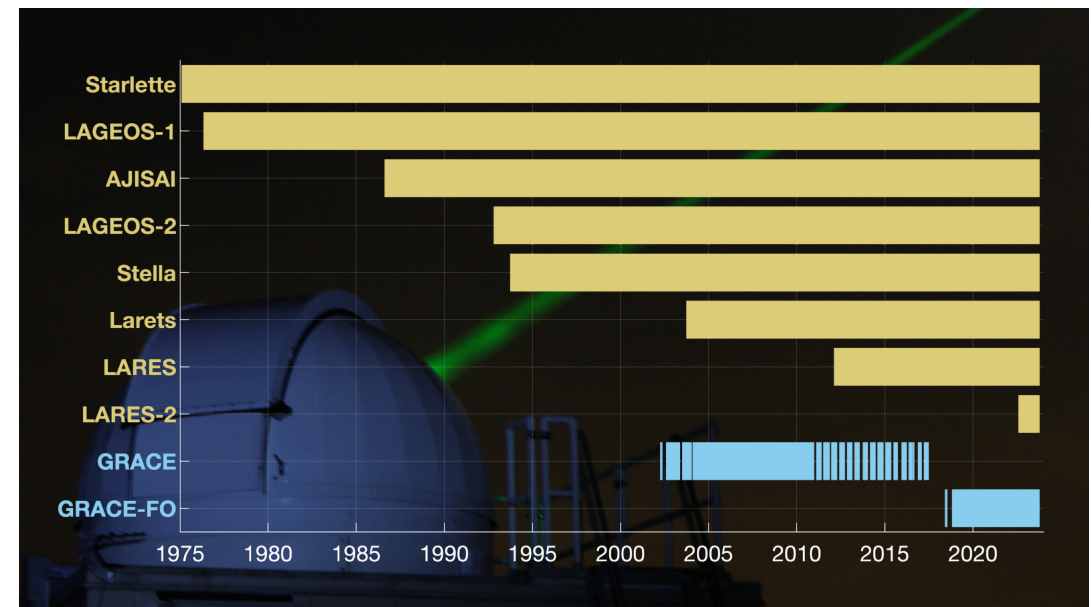 Starlette
LAGEOS-1
AJISAI
LAGEOS-2
Stella
Larets
LARES
LARES-2
GRACE
GRACE-FO
1975 1980 1985 1990 1995 2000 2005 2010 2015 2020